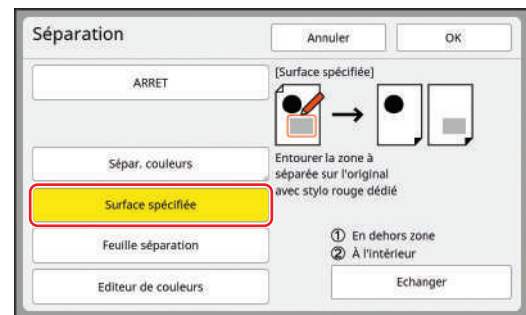 Séparation
Annuler
OK
ARRET
[Surface spécifiée]
Sépar. couleurs
Entourer la zone à
séparée sur l'original
avec stylo rouge dédié
Surface spécifiée
Feuille séparation
① En dehors zone
② À l'intérieur
Editeur de couleurs
Echanger